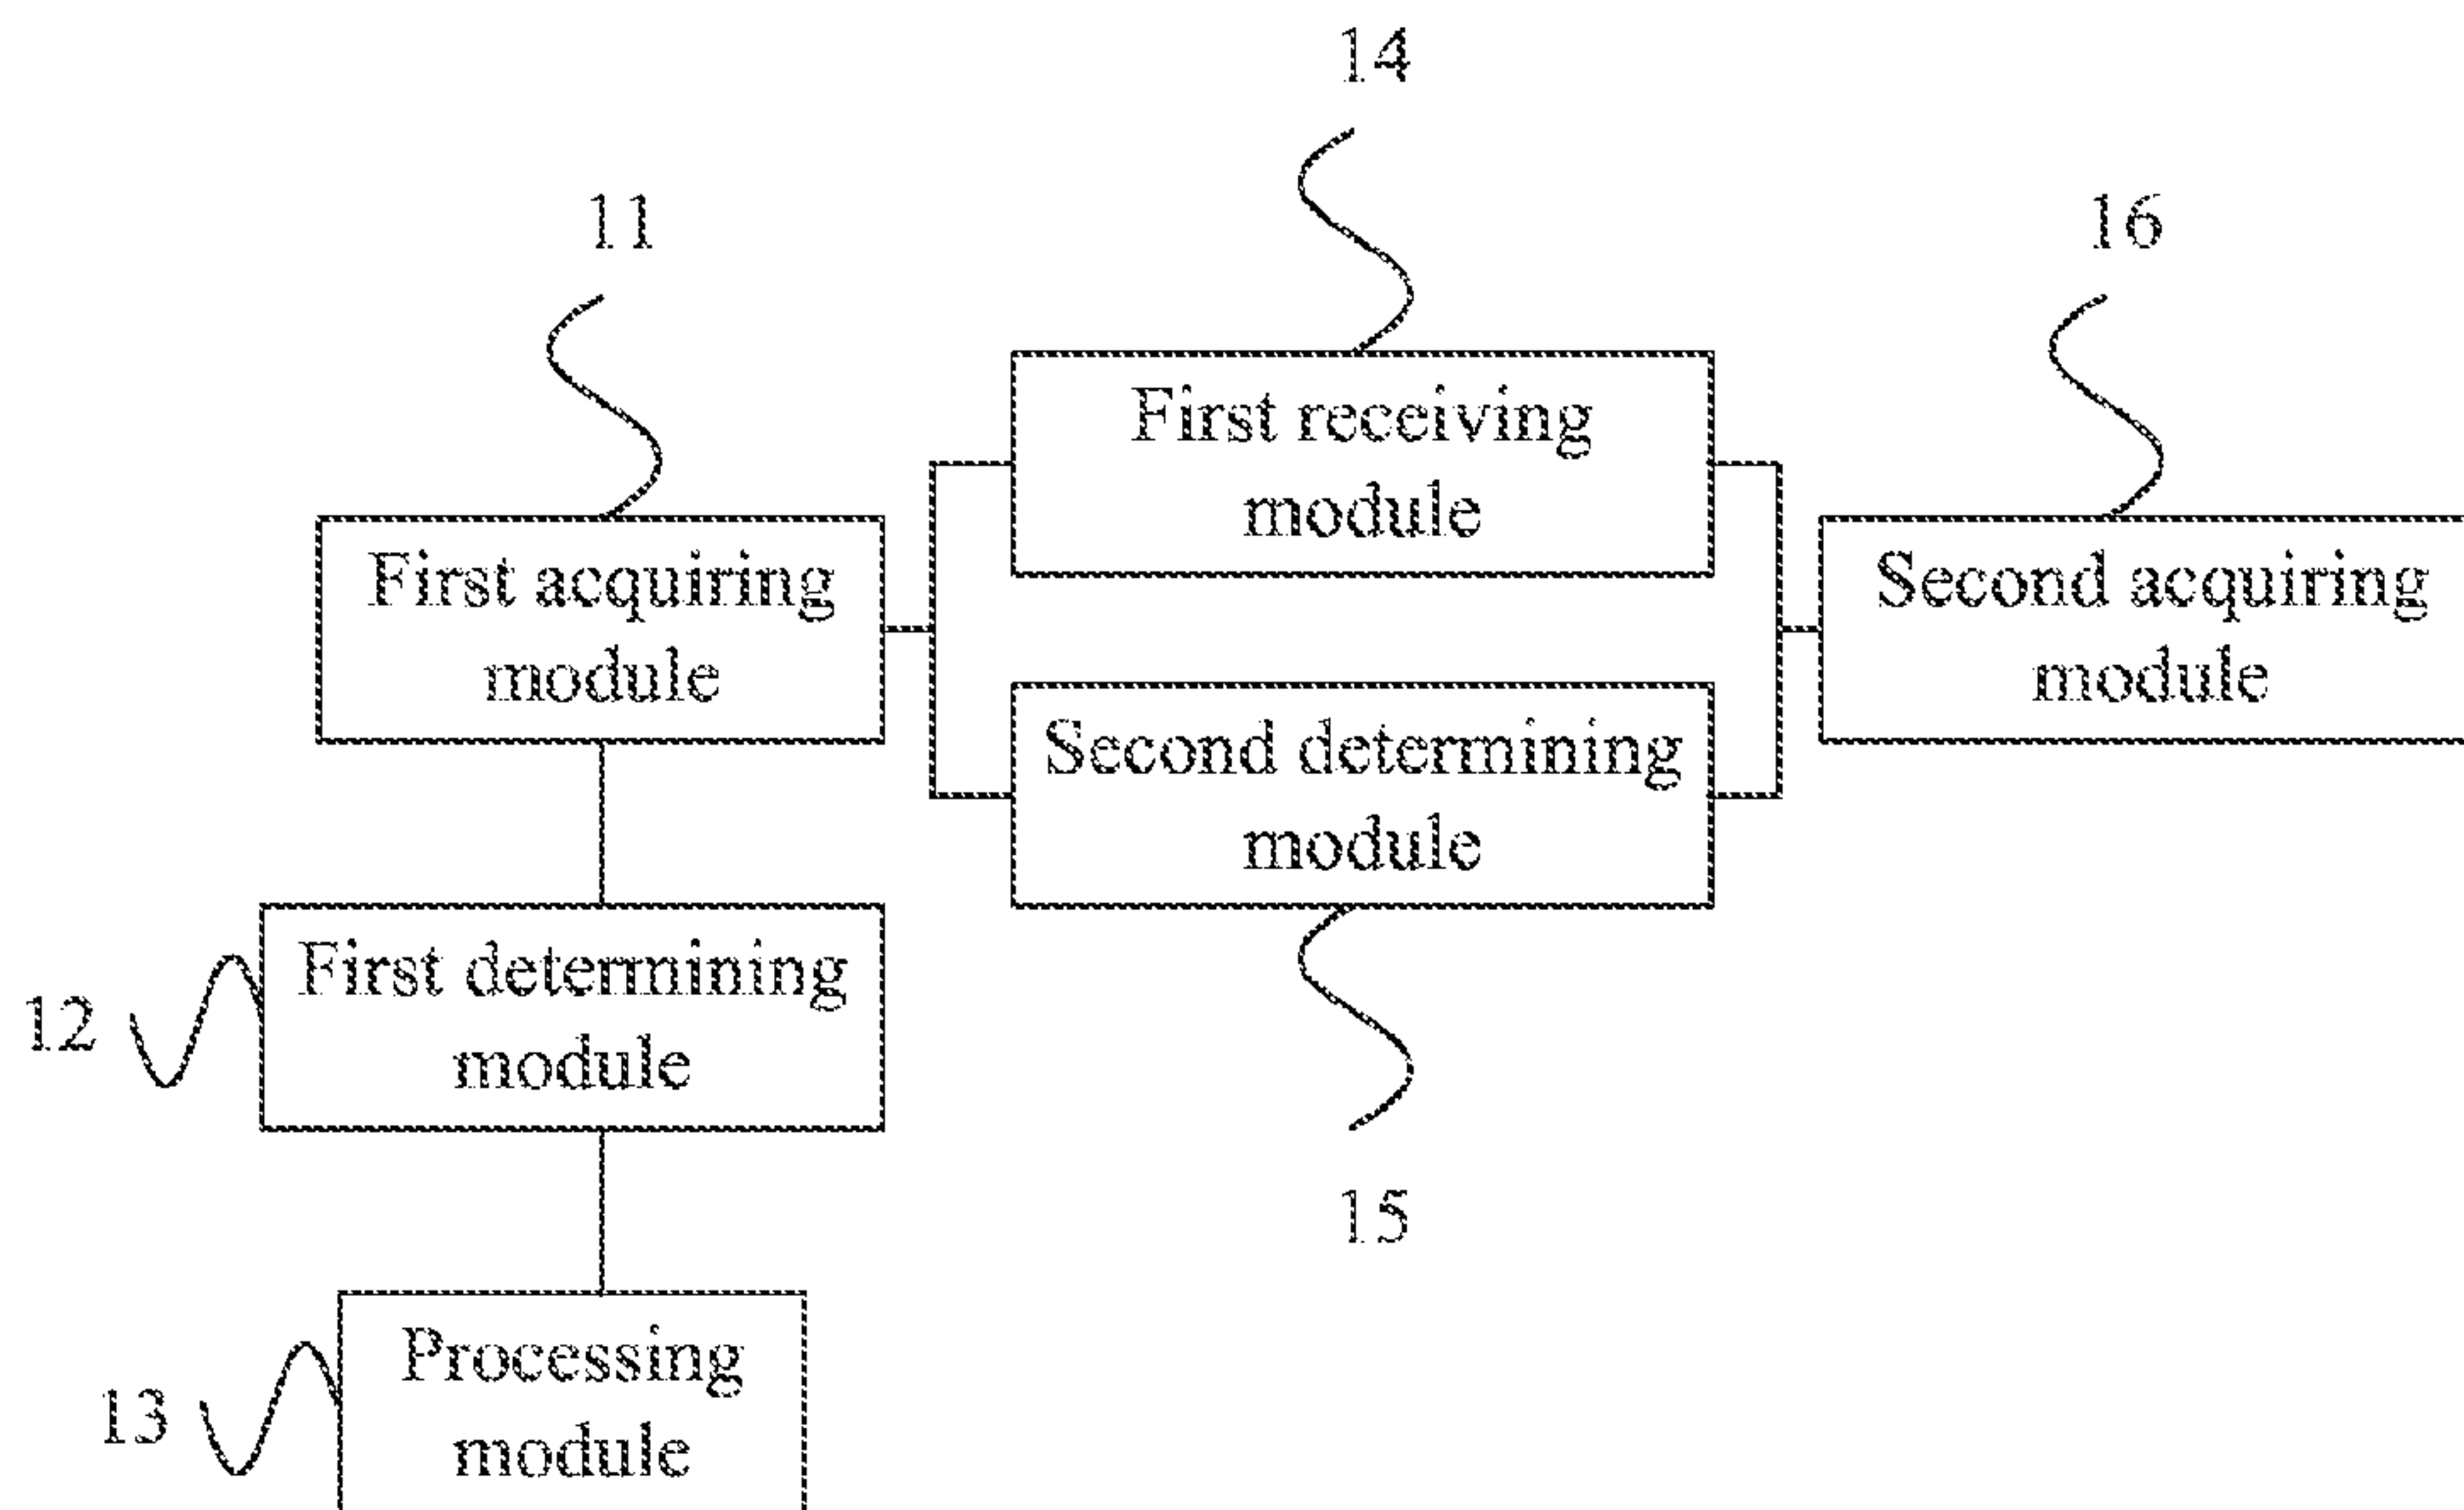 14
11
16
First receiving
module
First acquiring
module
Second acquiring
module
Second determining
module
First determining
module
12
15
Processing
module
13